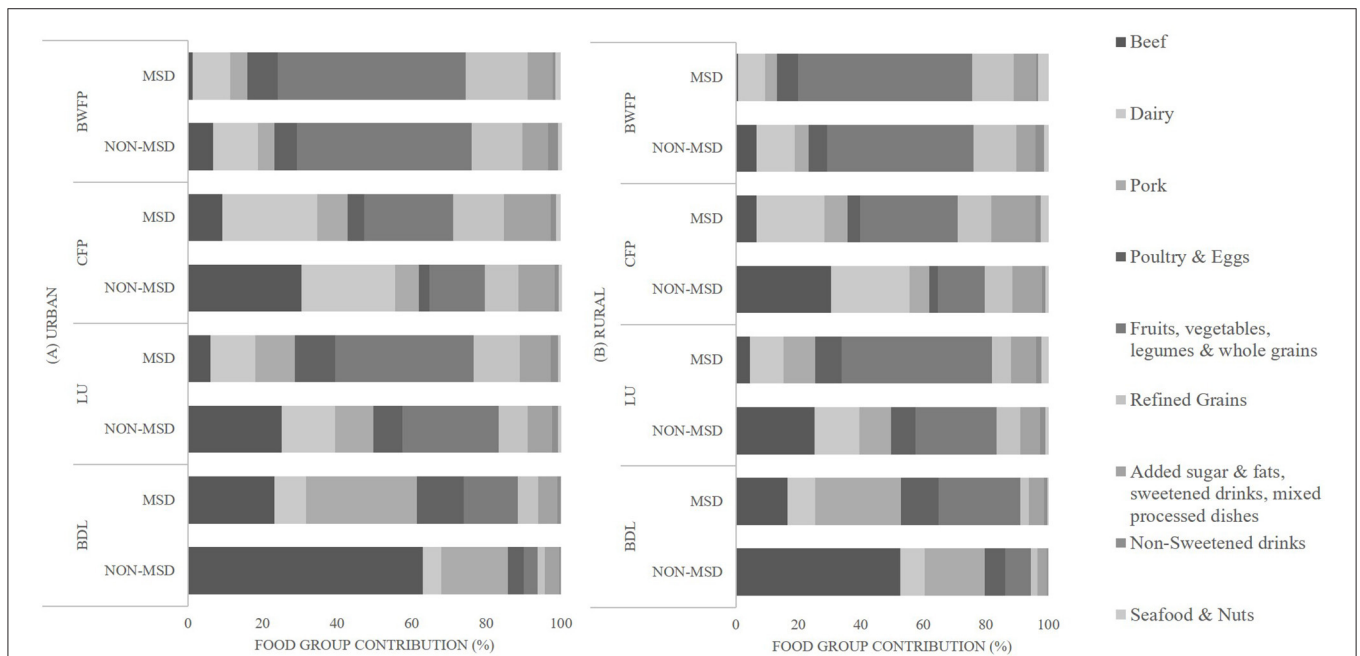 (A) URBAN
BWFP
MSD
NON-MSD
CFP
MSD
NON-MSD
LU
MSD
NON-MSD
BDL
MSD
NON-MSD
0 20 40 60 80 100
FOOD GROUP CONTRIBUTION (%)
(B) RURAL
BWFP
MSD
NON-MSD
CFP
MSD
NON-MSD
LU
MSD
NON-MSD
BDL
MSD
NON-MSD
0 20 40 60 80 100
FOOD GROUP CONTRIBUTION (%)
Beef
Dairy
Pork
Poultry & Eggs
Fruits, vegetables,
legumes & whole grains
Refined Grains
Added sugar & fats,
sweetened drinks, mixed
processed dishes
Non-Sweetened drinks
Seafood & Nuts